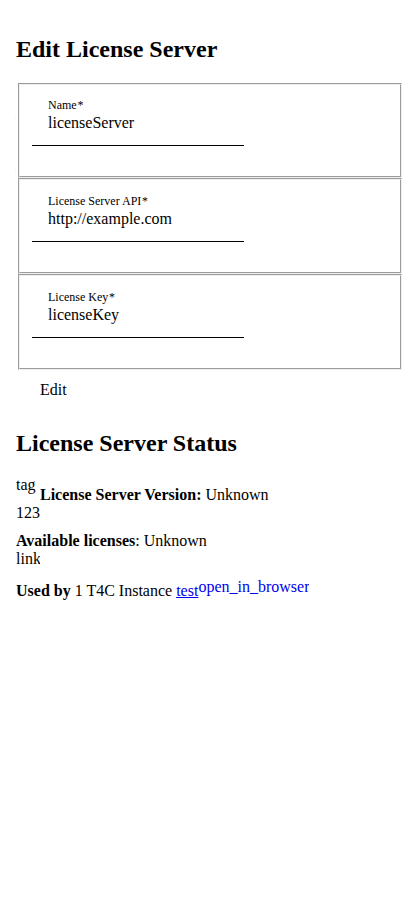 Edit License Server
Name*
licenseServer
License Server API*
http://example.com
License Key*
licenseKey
Edit
License Server Status
tag License Server Version: Unknown
123
Available licenses: Unknown
link
Used by 1 T4C Instance testopen_in_browser